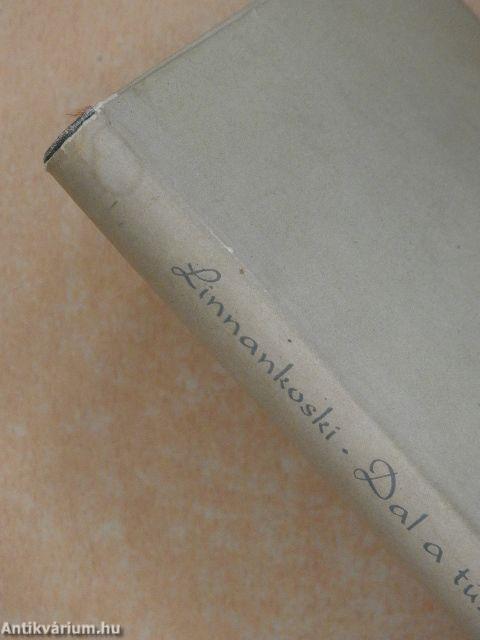 Linnankoski - Dal a
Antikvárium.hu